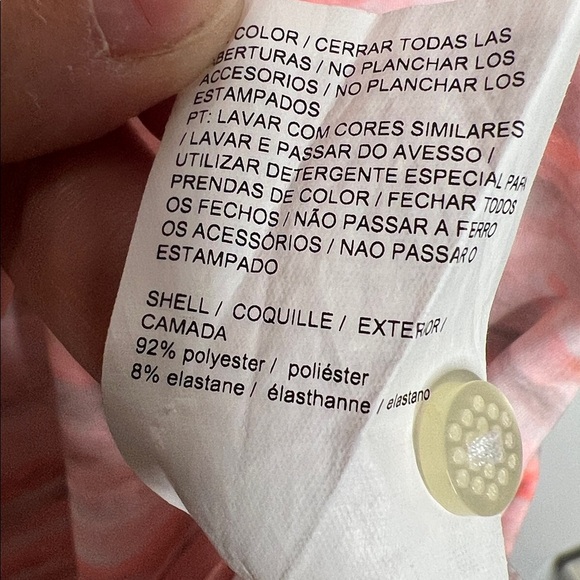 COLOR / CERRAR TODAS LAS
ABERTURAS / NO PLANCHAR LOS
ACCESORIOS / NO PLANCHAR LOS
ESTAMPADOS
PT: LAVAR COM CORES SIMILARES
/ LAVAR E PASSAR DO AVESSO /
UTILIZAR DETERGENTE ESPECIAL PARA
PRENDAS DE COLOR / FECHAR TODOS
OS FECHOS / NÃO PASSAR A FERRO
OS ACESSÓRIOS / NAO PASSAR O
ESTAMPADO
SHELL / COQUILLE / EXTERIOR /
CAMADA
92% polyester / poliéster
8% elastane / élasthanne / elastano